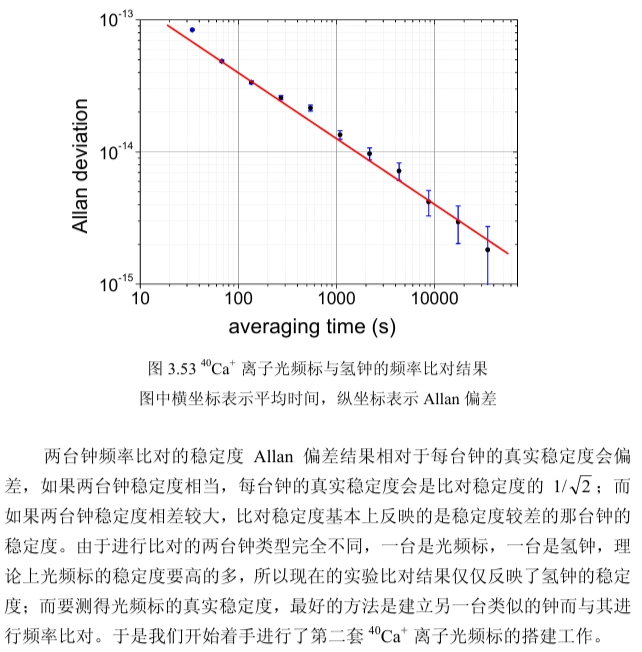 10⁻¹³
10⁻¹⁴
10⁻¹⁵
Allan deviation
10 100 1000 10000
averaging time (s)
图 3.53 ⁴⁰Ca⁺ 离子光频标与氢钟的频率比对结果
图中横坐标表示平均时间，纵坐标表示 Allan 偏差
两台钟频率比对的稳定度 Allan 偏差结果相对于每台钟的真实稳定度会偏
差，如果两台钟稳定度相当，每台钟的真实稳定度会是比对稳定度的 1/√2；而
如果两台钟稳定度相差较大，比对稳定度基本上反映的是稳定度较差的那台钟的
稳定度。由于进行比对的两台钟类型完全不同，一台是光频标，一台是氢钟，理
论上光频标的稳定度要高的多，所以现在的实验比对结果仅仅反映了氢钟的稳定
度；而要测得光频标的真实稳定度，最好的方法是建立另一台类似的钟而与其进
行频率比对。于是我们开始着手进行了第二套 ⁴⁰Ca⁺ 离子光频标的搭建工作。